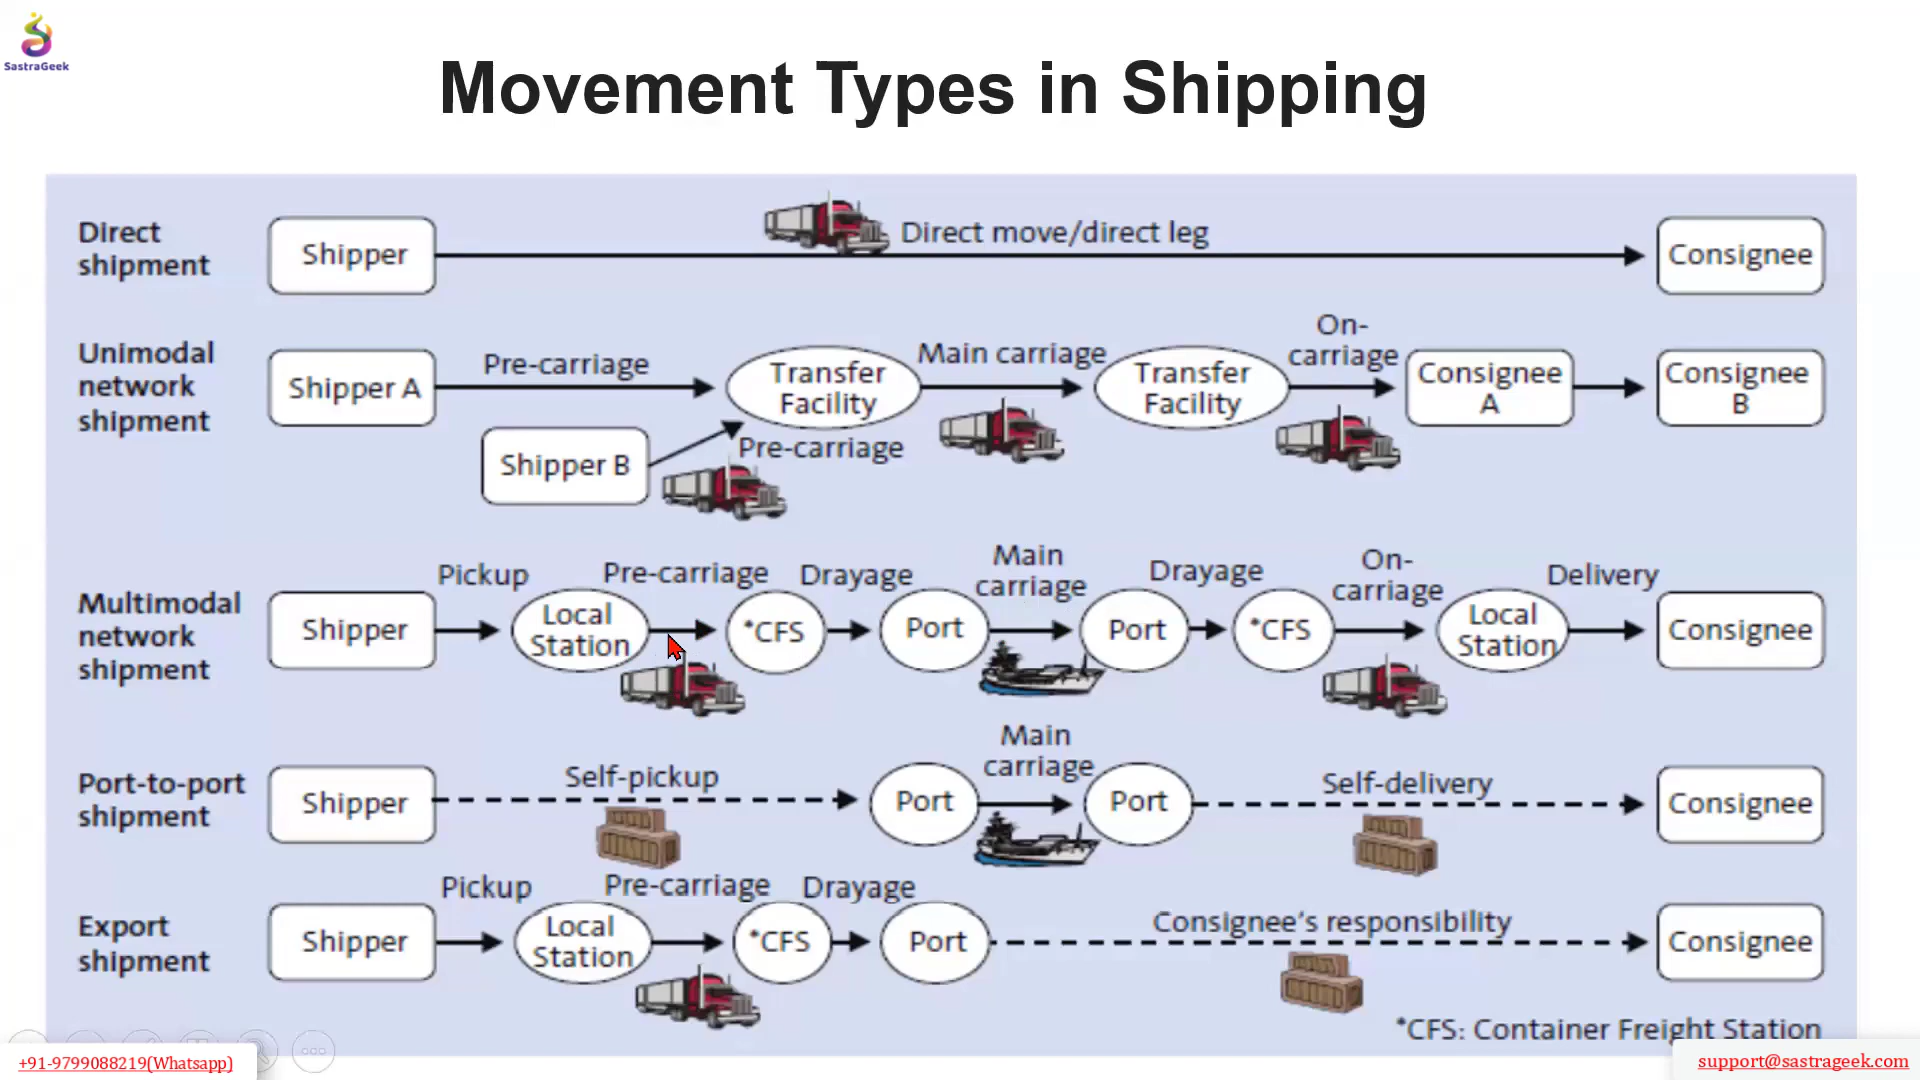 SastraGeek
Movement Types in Shipping
Direct
shipment
Shipper
Direct move/direct leg
Consignee
Unimodal
network
shipment
Shipper A
Pre-carriage
Shipper B
Pre-carriage
Transfer
Facility
Main carriage
Transfer
Facility
On-
carriage
Consignee
A
Consignee
B
Multimodal
network
shipment
Shipper
Pickup
Local
Station
Pre-carriage
*CFS
Drayage
Port
Main
carriage
Port
Drayage
*CFS
On-
carriage
Local
Station
Delivery
Consignee
Port-to-port
shipment
Shipper
Self-pickup
Port
Main
carriage
Port
Self-delivery
Consignee
Export
shipment
Shipper
Pickup
Local
Station
Pre-carriage
*CFS
Drayage
Port
Consignee's responsibility
Consignee
*CFS: Container Freight Station
+91-9799088219(Whatsapp)
support@sastrageek.com